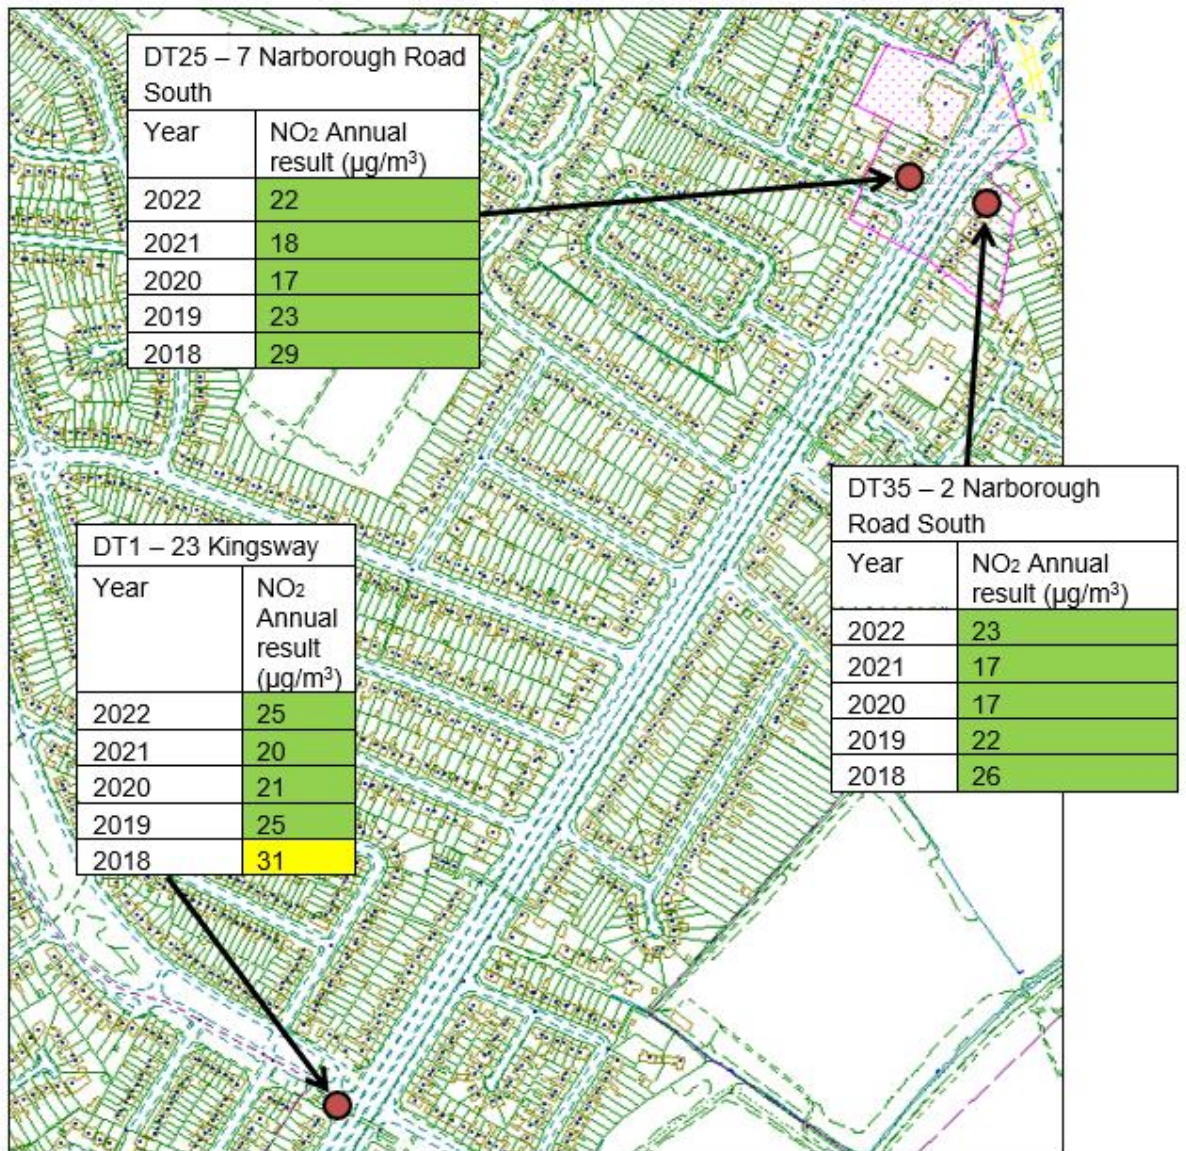 DT25 – 7 Narborough Road
South
Year NO2 Annual
result (µg/m³)
2022 22
2021 18
2020 17
2019 23
2018 29
DT1 – 23 Kingsway
Year NO2
Annual
result
(µg/m³)
2022 25
2021 20
2020 21
2019 25
2018 31
DT35 – 2 Narborough
Road South
Year NO2 Annual
result (µg/m³)
2022 23
2021 17
2020 17
2019 22
2018 26